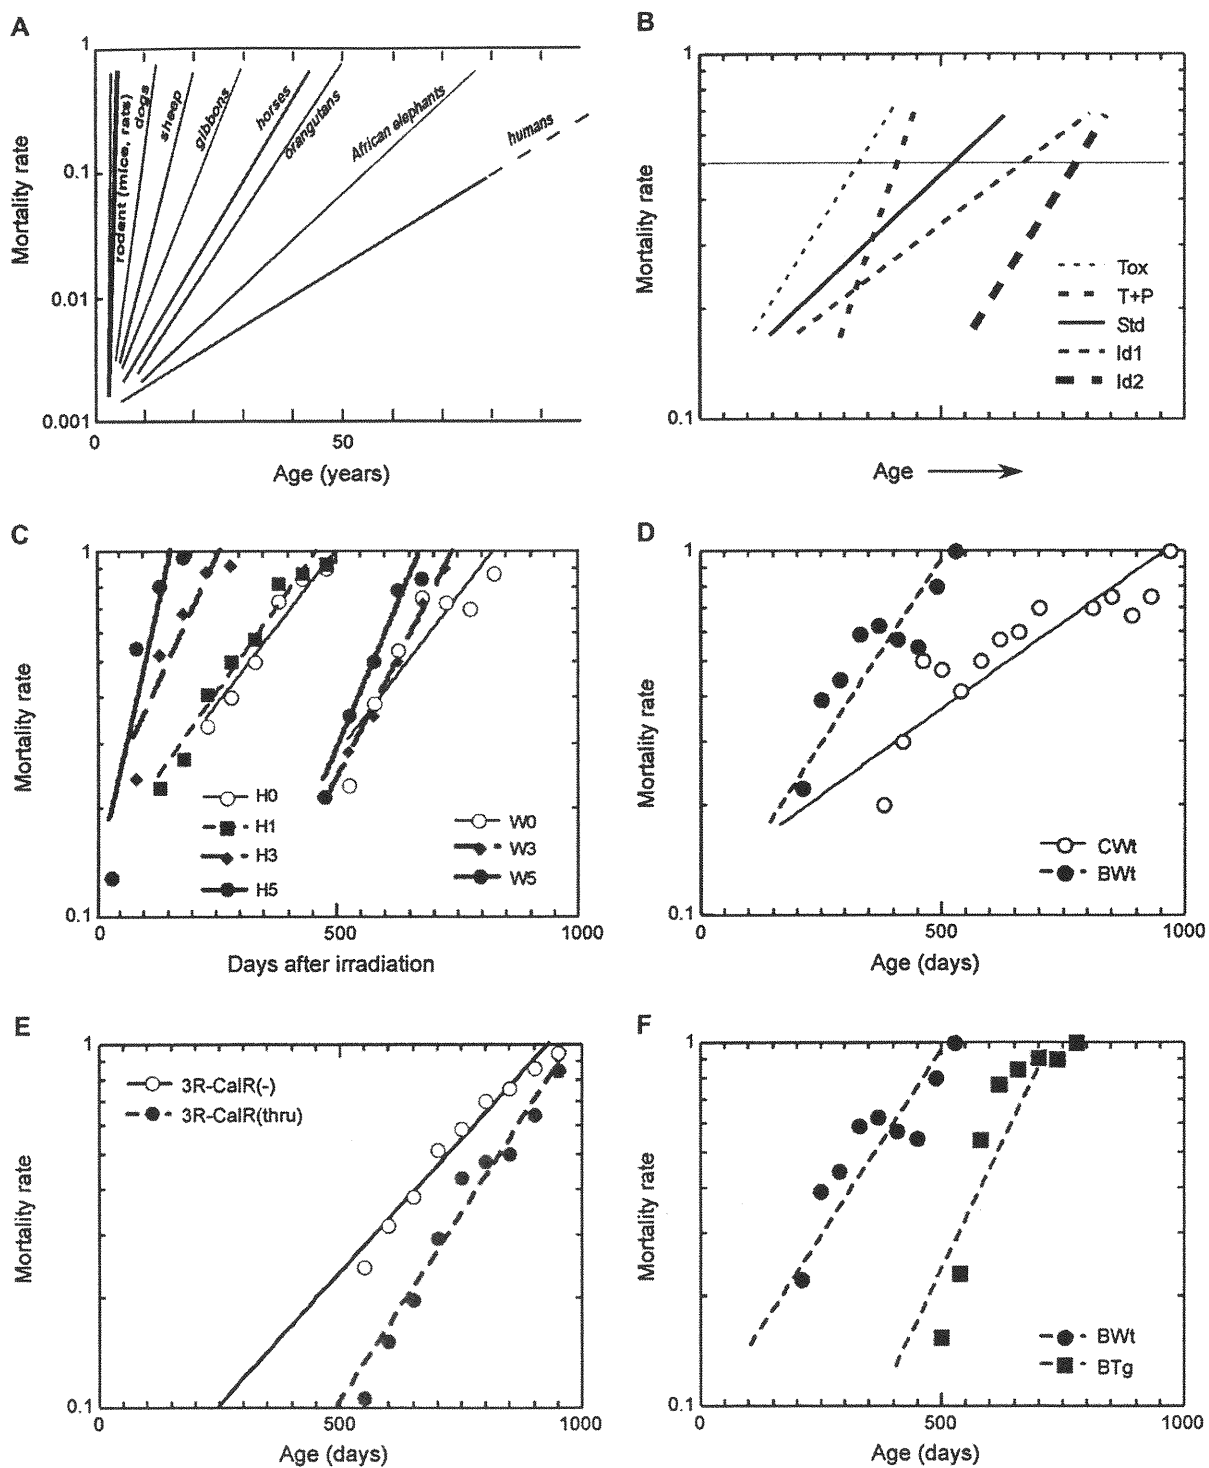 A
1
0.1
0.01
0.001
Mortality rate
rodent (mice, rats)
dogs
sheep
gibbons
horses
orangutans
African elephants
humans
0
50
Age (years)
B
1
0.1
Mortality rate
Tox
T+P
Std
Id1
Id2
Age
C
1
0.1
Mortality rate
H0
H1
H3
H5
W0
W3
W5
0
500
1000
Days after irradiation
D
1
0.1
Mortality rate
CWt
BWt
0
500
1000
Age (days)
E
1
0.1
Mortality rate
3R-CalR(-)
3R-CalR(thru)
0
500
1000
Age (days)
F
1
0.1
Mortality rate
BWt
BTg
0
500
1000
Age (days)